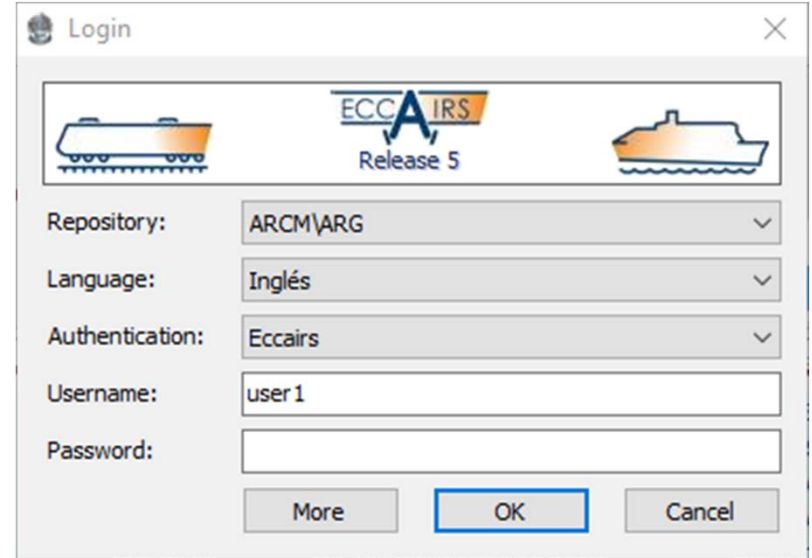 Login
ECCAIRS
Release 5
Repository: ARCM\ARG
Language: Inglés
Authentication: Eccairs
Username: user1
Password:
More OK Cancel